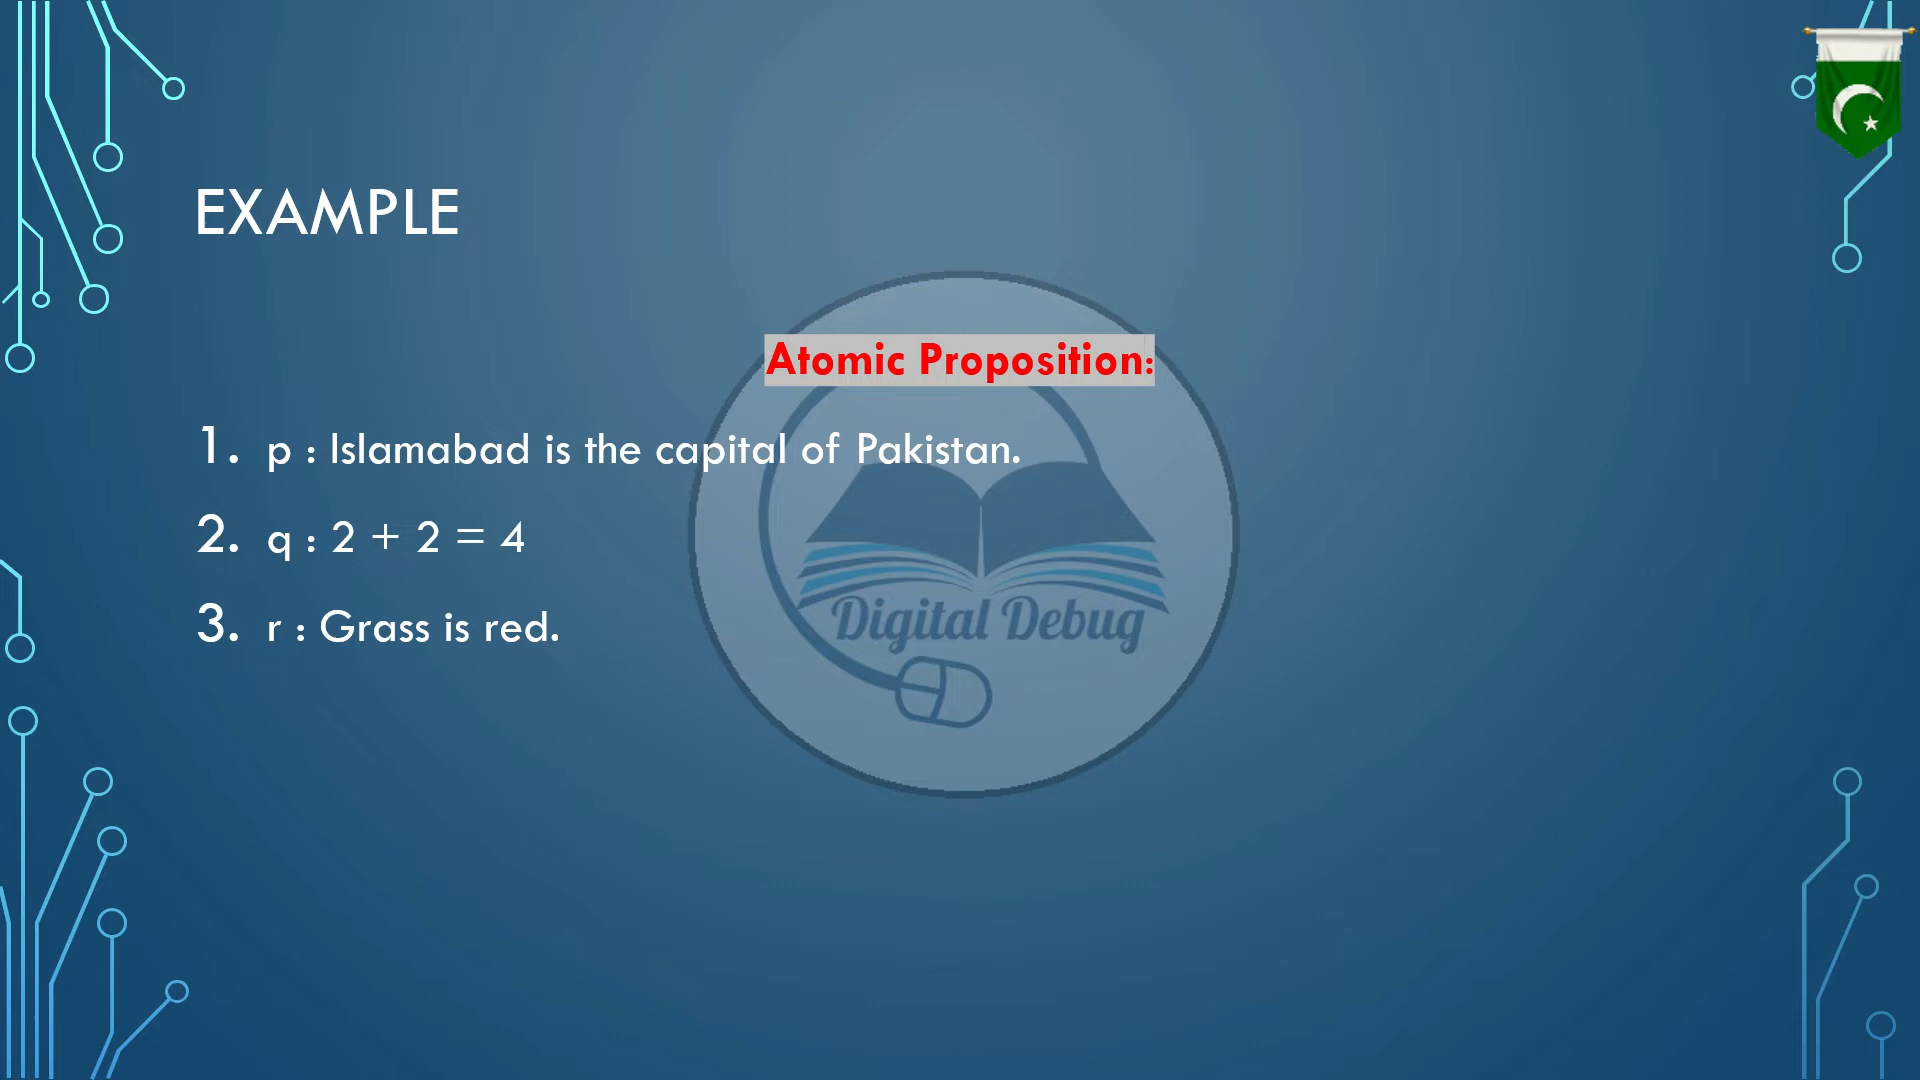 EXAMPLE
Atomic Proposition:
1. p : Islamabad is the capital of Pakistan.
2. q : 2 + 2 = 4
3. r : Grass is red.
Digital Debug